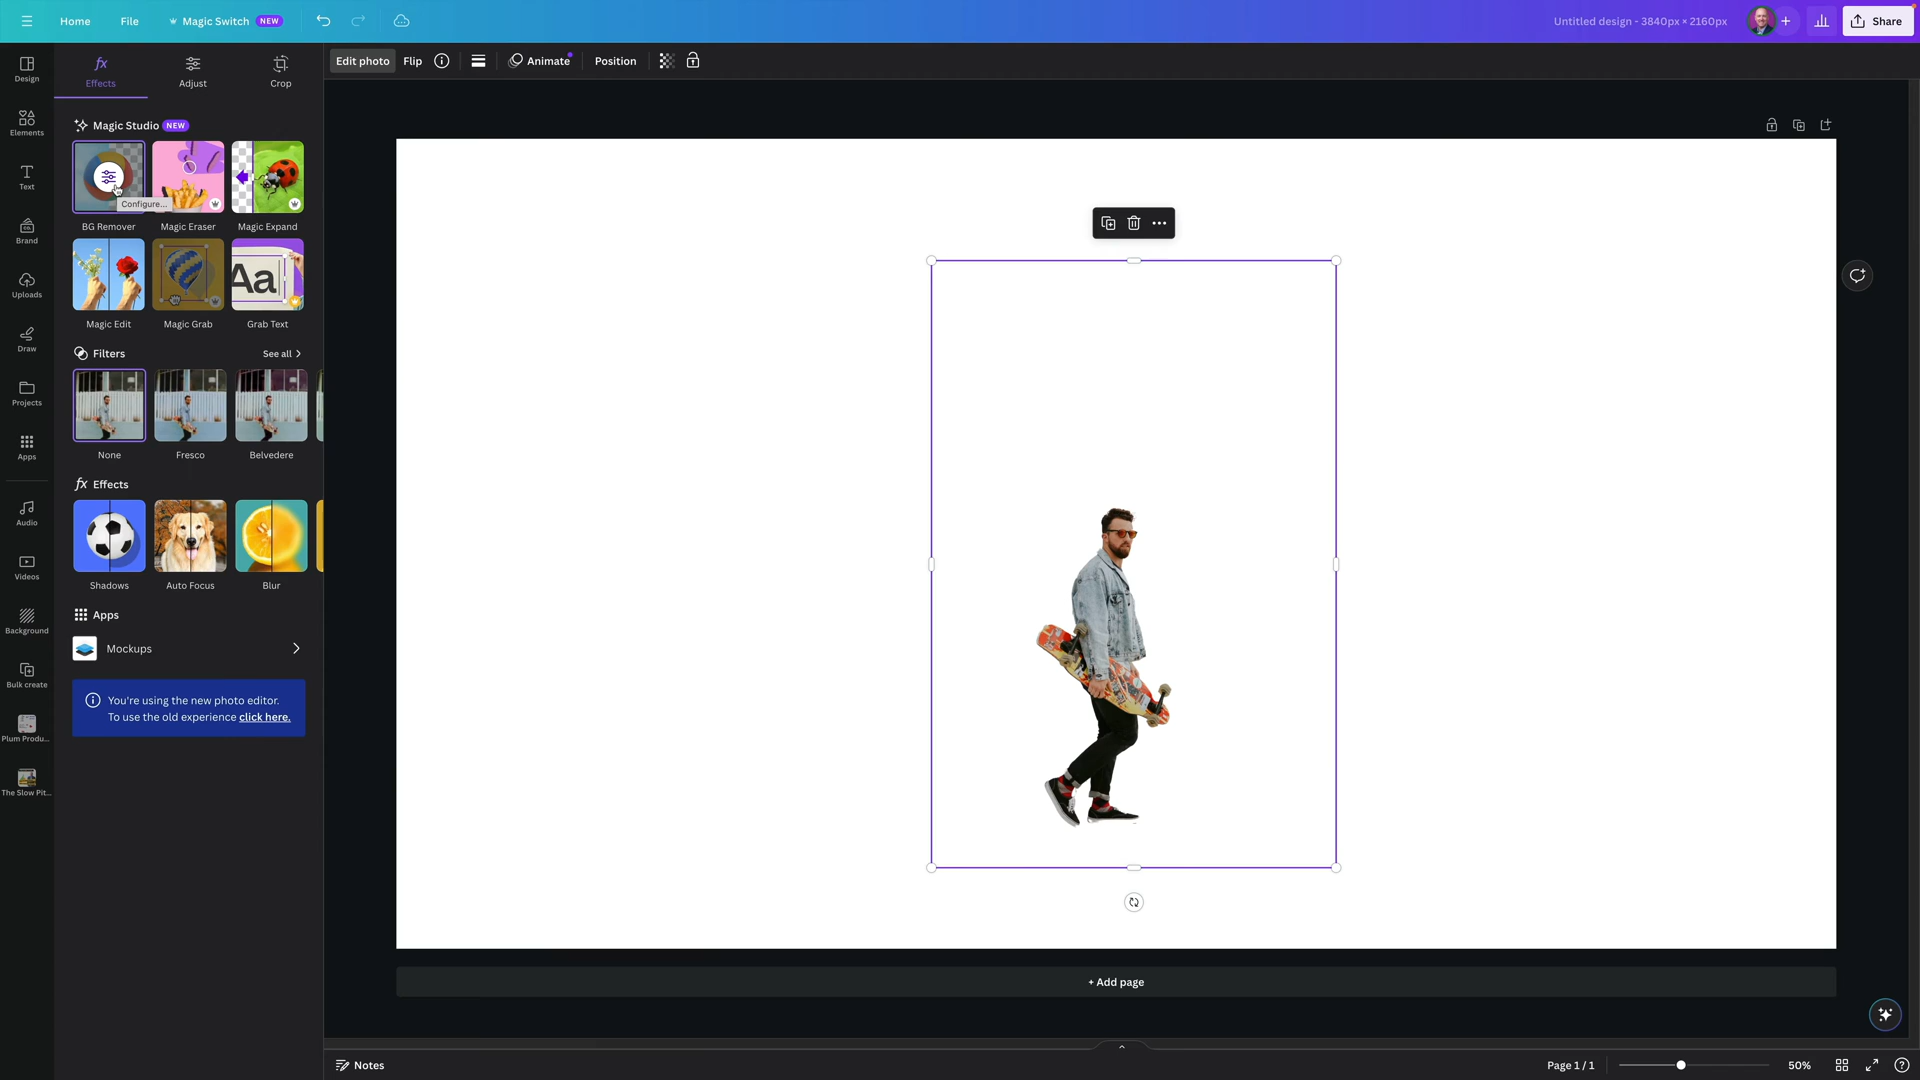 Home
File
Magic Switch NEW
Untitled design - 3840px × 2160px
Share
Design
Elements
Text
Brand
Uploads
Draw
Projects
Apps
Audio
Videos
Background
Bulk create
Plum Produ...
The Slow Pit...
Effects
Adjust
Crop
Magic Studio NEW
Configure...
BG Remover
Magic Eraser
Magic Expand
Aa
Magic Edit
Magic Grab
Grab Text
Filters
See all
None
Fresco
Belvedere
fx Effects
Shadows
Auto Focus
Blur
Apps
Mockups
You're using the new photo editor.
To use the old experience click here.
Edit photo
Flip
Animate
Position
+ Add page
Notes
Page 1 / 1
50%